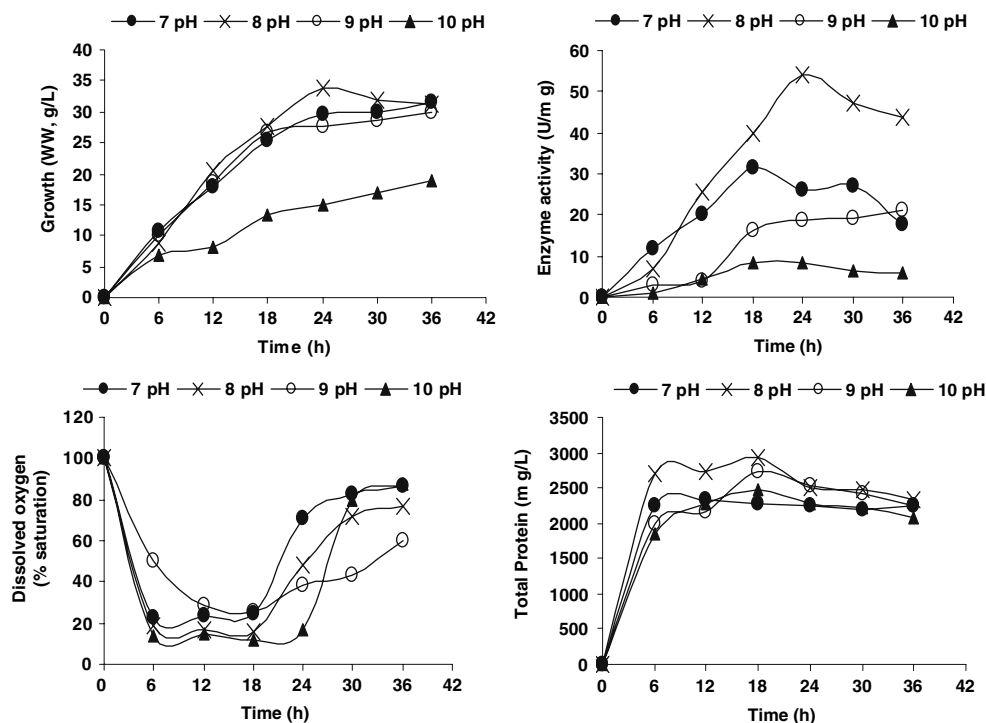 7 pH 8 pH 9 pH 10 pH
40
35
30
25
20
15
10
5
0
Growth (WW, g/L)
0 6 12 18 24 30 36 42
Time (h)
7 pH 8 pH 9 pH 10 pH
60
50
40
30
20
10
0
Enzyme activity (U/m g)
0 6 12 18 24 30 36 42
Time (h)
7 pH 8 pH 9 pH 10 pH
120
100
80
60
40
20
0
Dissolved oxygen
(% saturation)
0 6 12 18 24 30 36 42
Time (h)
7 pH 8 pH 9 pH 10 pH
3500
3000
2500
2000
1500
1000
500
0
Total Protein (m g/L)
0 6 12 18 24 30 36 42
Time (h)